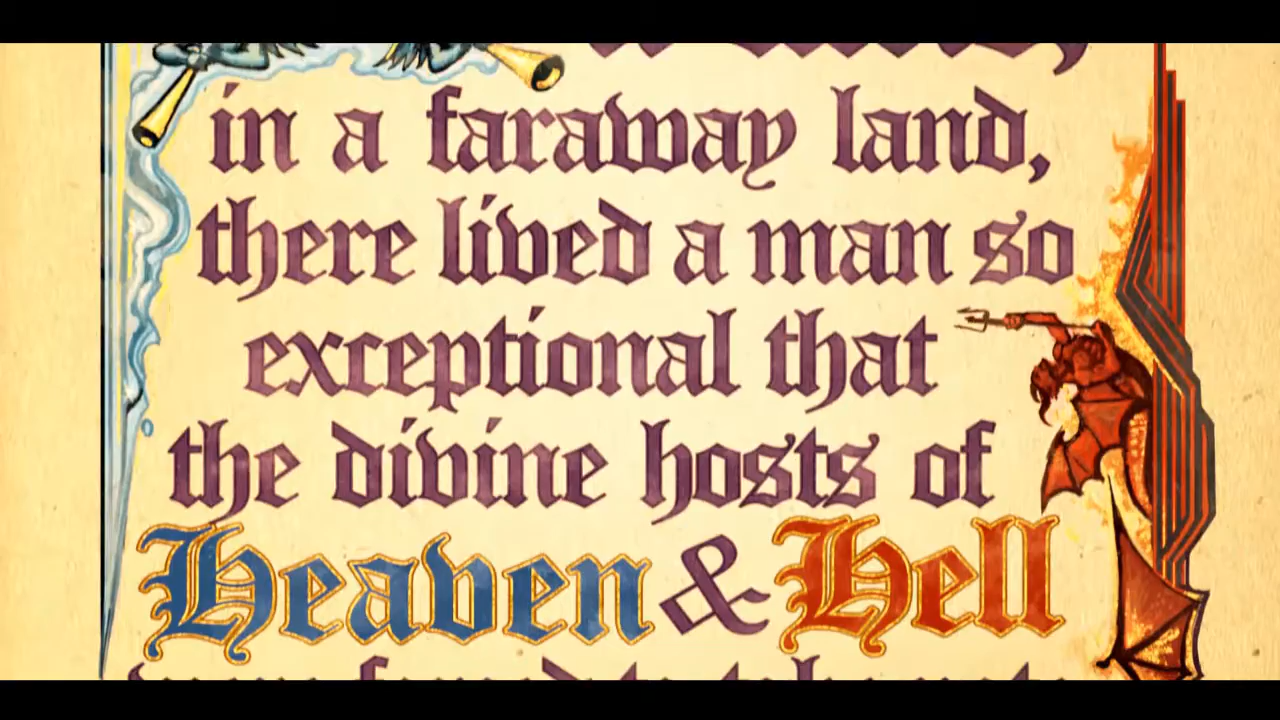 in a faraway land,
there lived a man so
exceptional that
the divine hosts of
Heaven & Hell